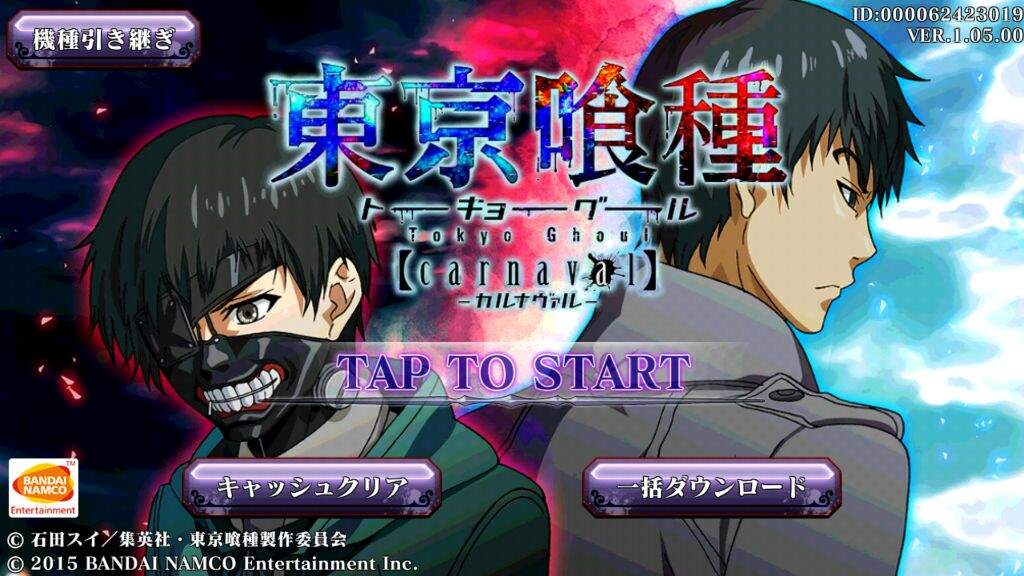 機種引き継ぎ
ID:000062423019
VER.1.05.00
東京喰種
トーキョーグール
Tokyo Ghoul
【carnaval】
－カルナヴァル－
TAP TO START
キャッシュクリア
一括ダウンロード
BANDAI
NAMCO
TM
Entertainment
© 石田スイ／集英社・東京喰種製作委員会
© 2015 BANDAI NAMCO Entertainment Inc.